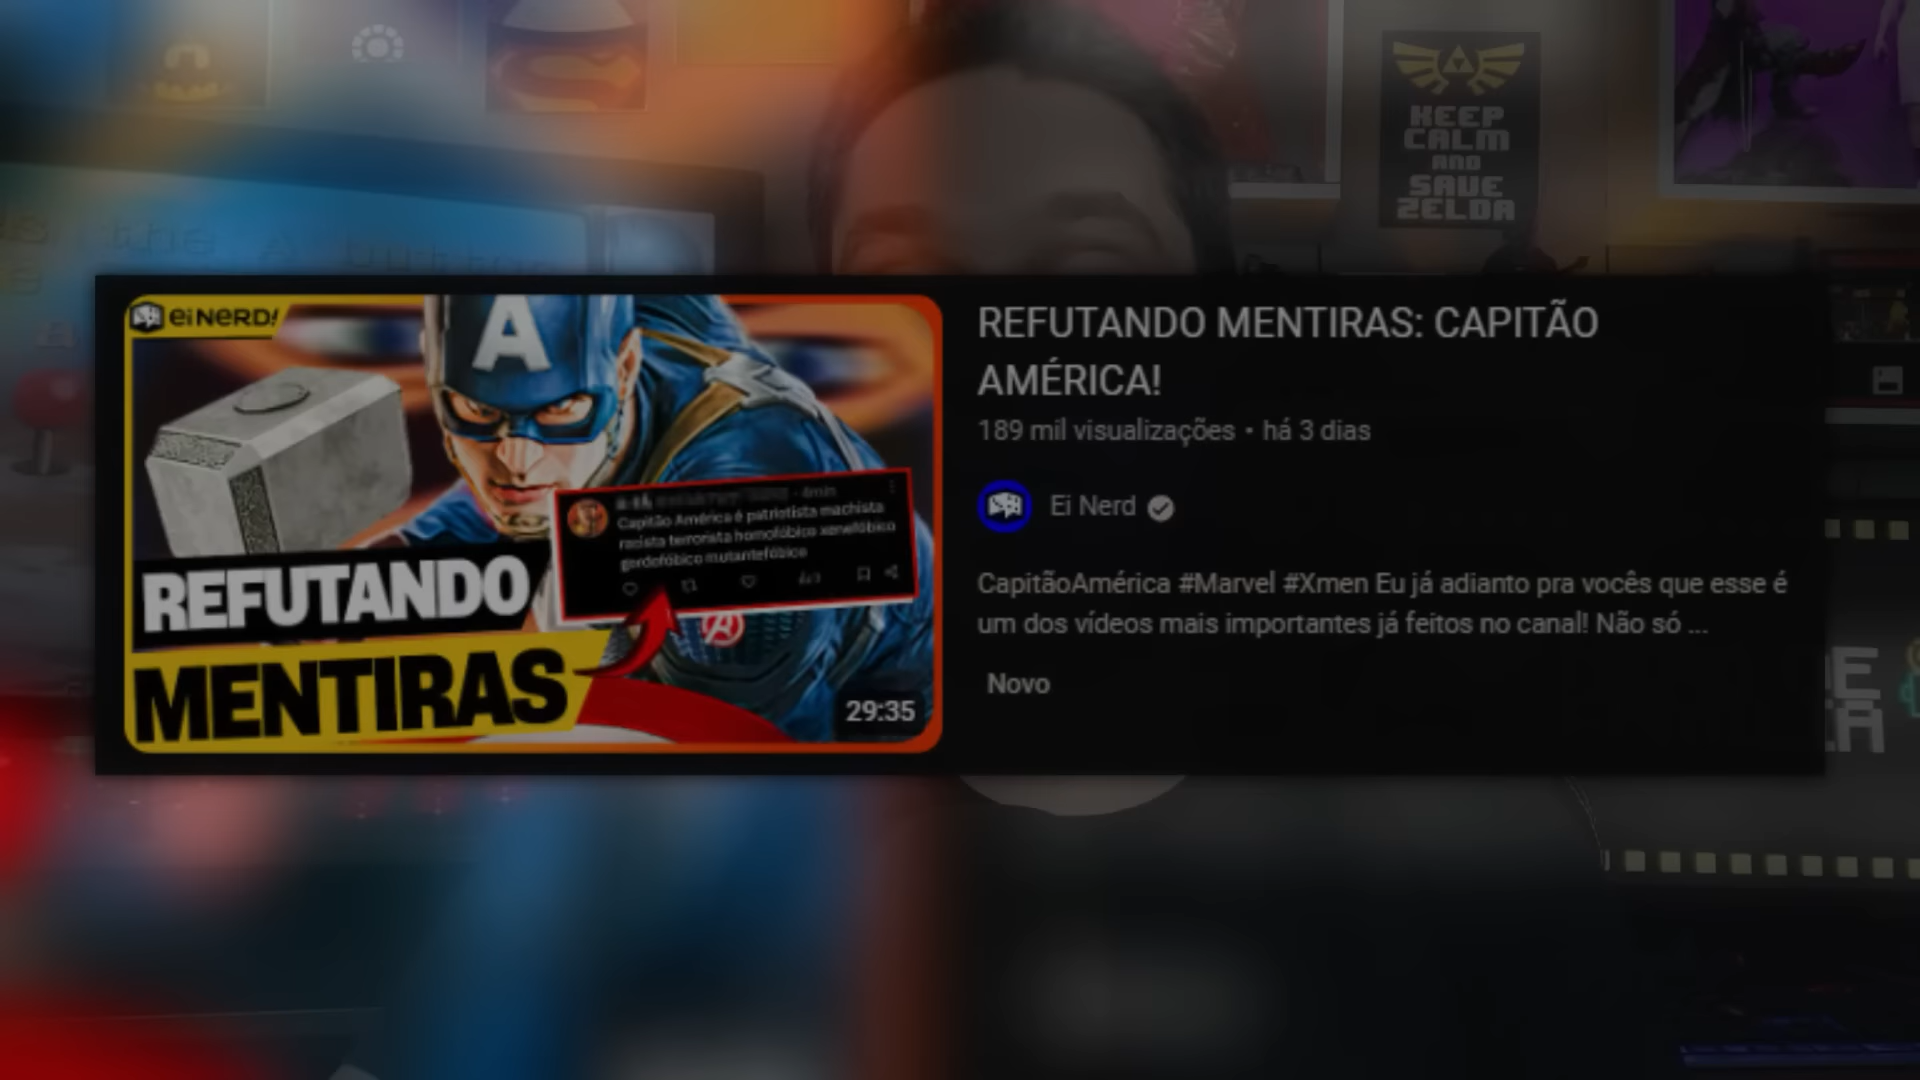 KEEP
CALM
AND
SAVE
ZELDA
ei NERD!
A
Capitão América é patriotista machista
racista terrorista homofóbico xenofóbico
gordofóbico mutantefóbico
REFUTANDO
MENTIRAS
29:35
REFUTANDO MENTIRAS: CAPITÃO
AMÉRICA!
189 mil visualizações • há 3 dias
Ei Nerd
CapitãoAmérica #Marvel #Xmen Eu já adianto pra vocês que esse é
um dos vídeos mais importantes já feitos no canal! Não só ...
Novo